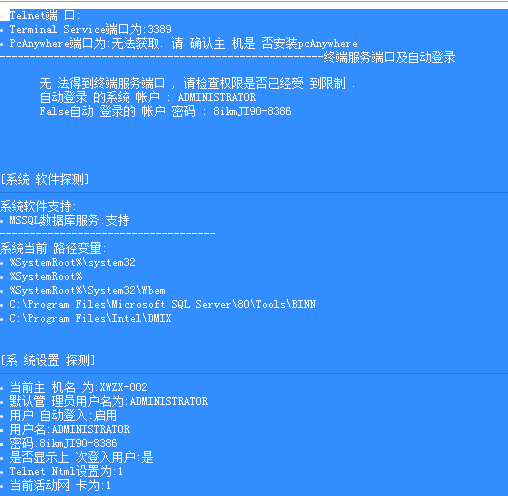 Telnet端 口:
Terminal Service端口为:3389
PcAnywhere端口为:无法获取. 请 确认主 机是 否安装pcAnywhere
------------------------------------------------------终端服务端口及自动登录
无 法得到终端服务端口 , 请检查权限是否已经受 到限制 .
自动登录 的系统 帐户 : ADMINISTRATOR
False自动 登录的 帐户 密码 : 8ikmJI90-8386
[系统 软件探测]
系统软件支持:
MSSQL数据库服务:支持
------------------------------------
系统当前 路径变量:
%SystemRoot%\system32
%SystemRoot%
%SystemRoot%\System32\Wbem
C:\Program Files\Microsoft SQL Server\80\Tools\BINN
C:\Program Files\Intel\DMIX
[系 统设置 探测]
当前主 机名 为:XWZX-002
默认管 理员用户名为:ADMINISTRATOR
用户 自动登入:启用
用户名:ADMINISTRATOR
密码:8ikmJI90-8386
是否显示上 次登入用户:是
Telnet Ntml设置为:1
当前活动网 卡为:1